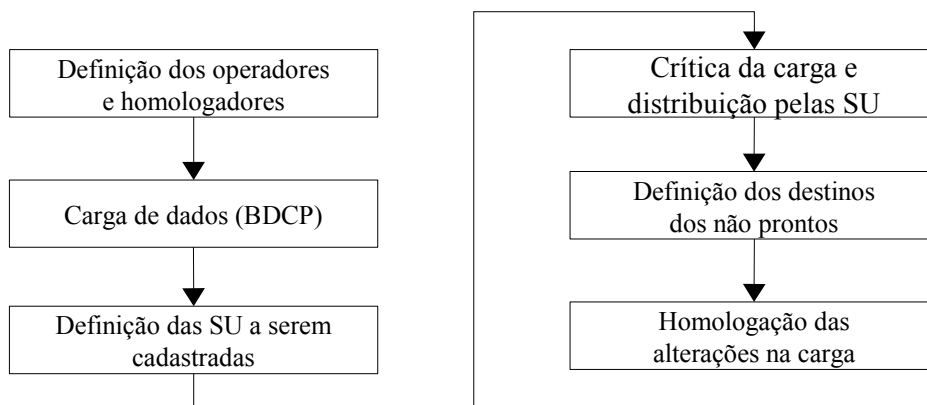 Definição dos operadores
e homologadores
Carga de dados (BDCP)
Definição das SU a serem
cadastradas
Crítica da carga e
distribuição pelas SU
Definição dos destinos
dos não prontos
Homologação das
alterações na carga